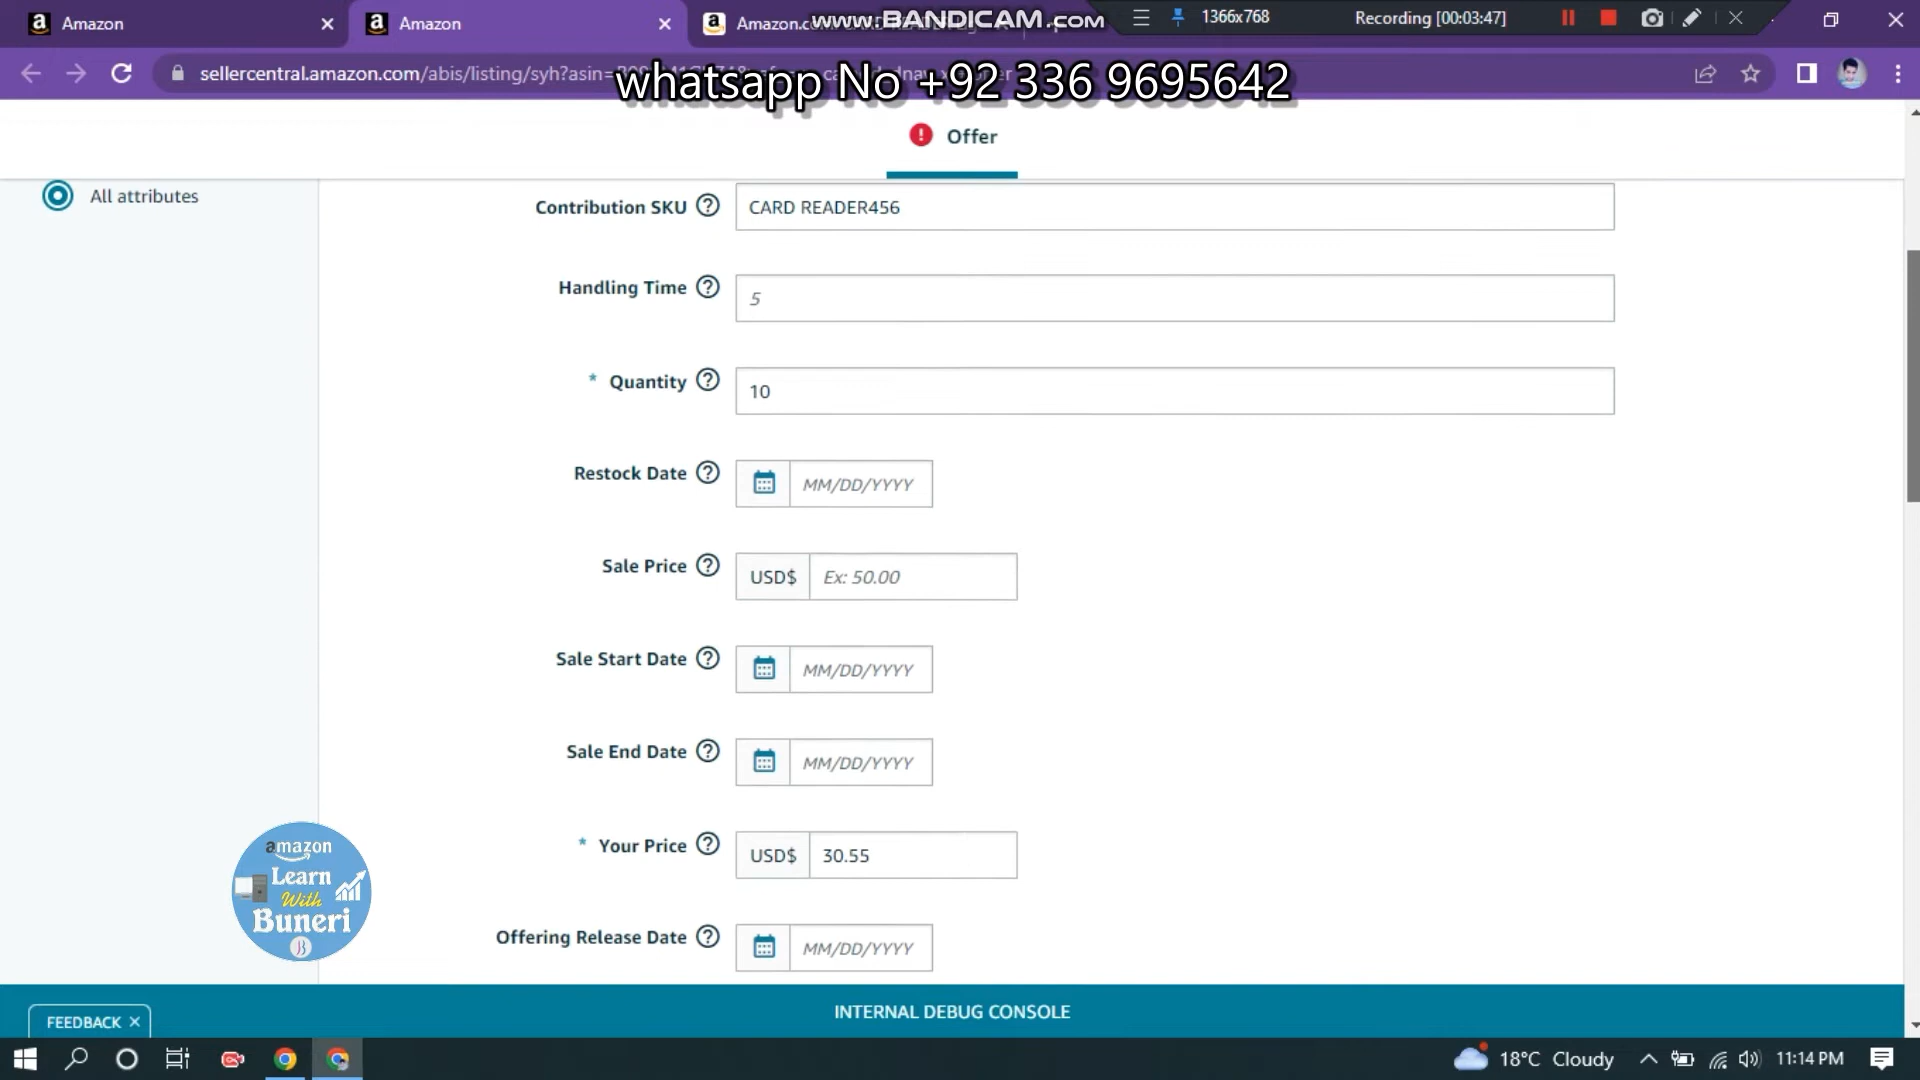 Amazon
Amazon
Amazon.c
www.BANDICAM.com
1366x768
Recording [00:03:47]
sellercentral.amazon.com/abis/listing/syh?asin=
whatsapp No +92 336 9695642
Offer
All attributes
Contribution SKU
CARD READER456
Handling Time
5
* Quantity
10
Restock Date
MM/DD/YYYY
Sale Price
USD$
Ex: 50.00
Sale Start Date
MM/DD/YYYY
Sale End Date
MM/DD/YYYY
* Your Price
USD$
30.55
Offering Release Date
MM/DD/YYYY
amazon
Learn
With
Buneri
INTERNAL DEBUG CONSOLE
FEEDBACK
18°C Cloudy
11:14 PM